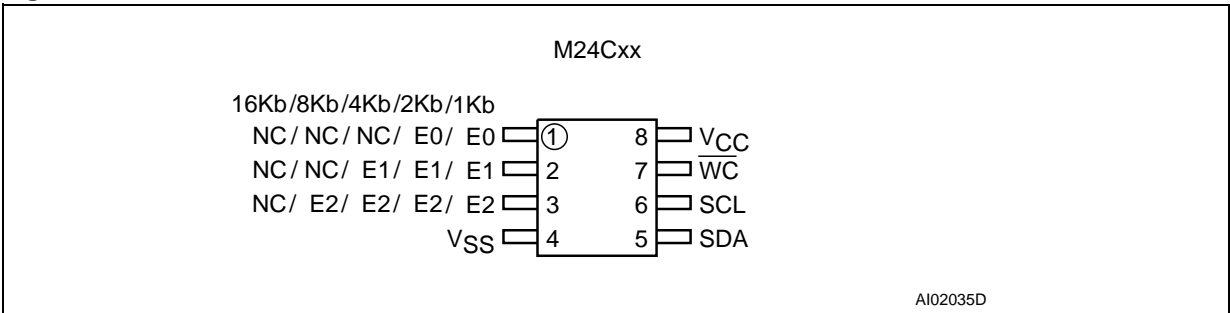 M24Cxx
16Kb/8Kb/4Kb/2Kb/1Kb
NC/ NC/ NC/ E0/ E0 1 8 VCC
NC/ NC/ E1/ E1/ E1 2 7 WC
NC/ E2/ E2/ E2/ E2 3 6 SCL
VSS 4 5 SDA
AI02035D